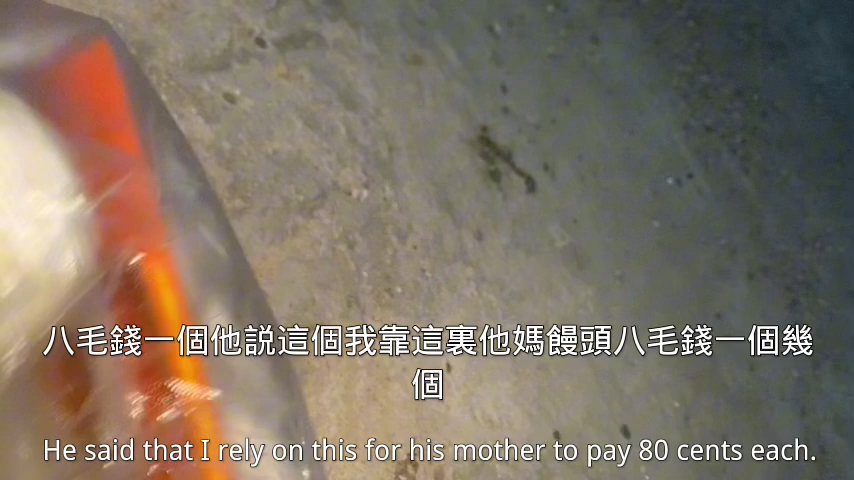 八毛錢一個他説這個我靠這裏他媽饅頭八毛錢一個幾
個
He said that I rely on this for his mother to pay 80 cents each.